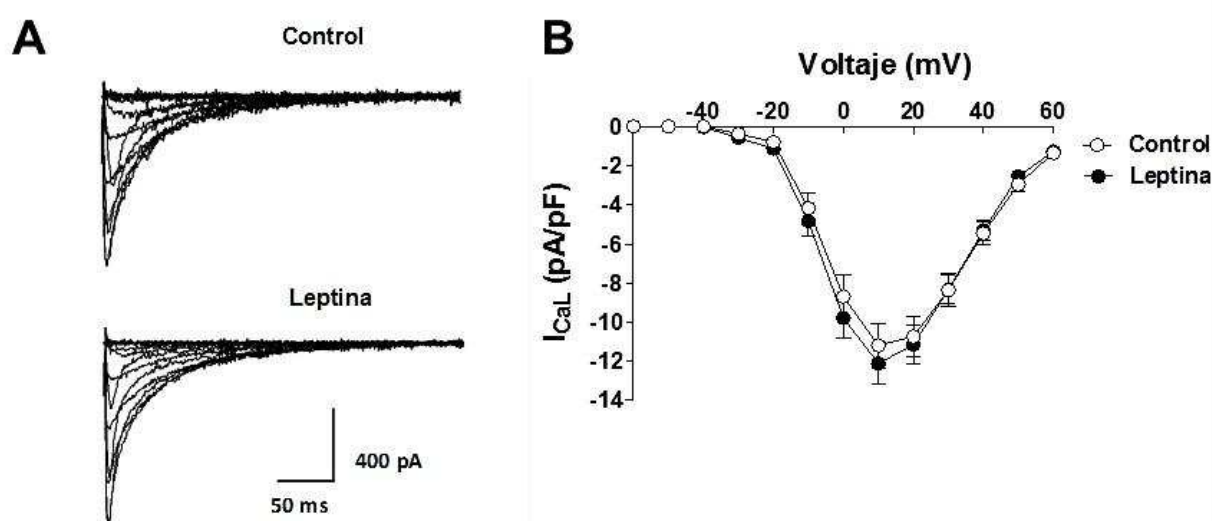 A
Control
Leptina
400 pA
50 ms
B
Voltaje (mV)
-40 -20 0 20 40 60
0
-2
-4
-6
-8
-10
-12
-14
I_CaL (pA/pF)
Control
Leptina